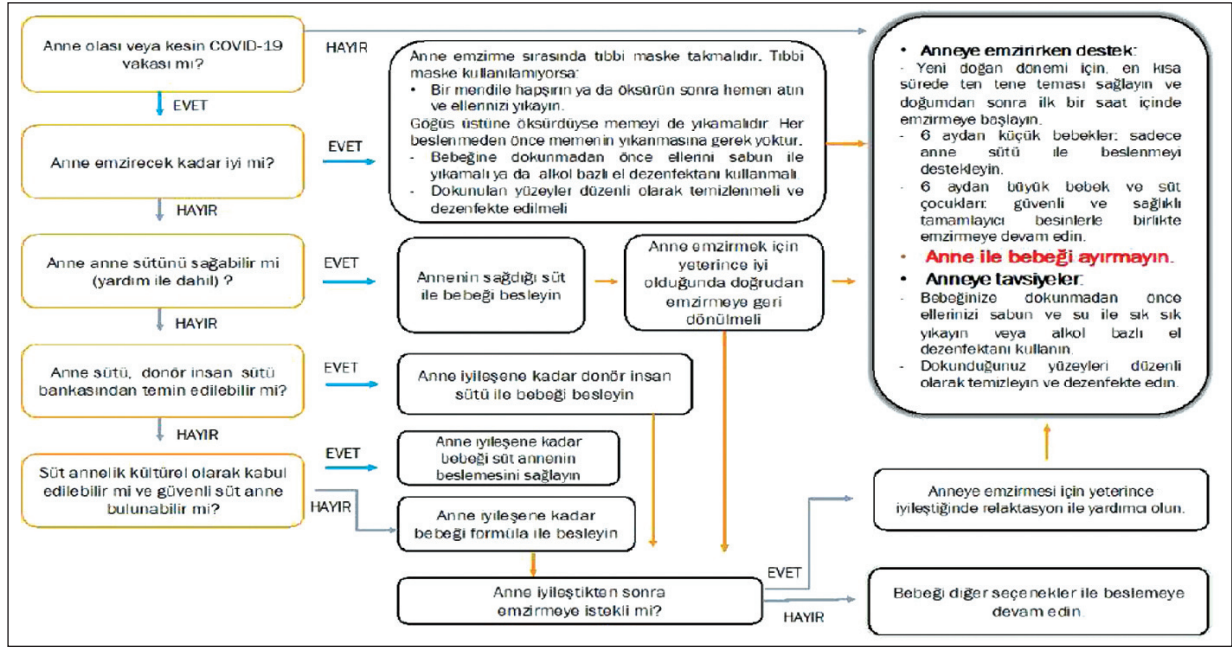 Anne olası veya kesin COVID-19
vakası mı?
HAYIR
EVET
Anne emzirecek kadar iyi mi?
EVET
HAYIR
Anne emzirme sırasında tıbbi maske takmalıdır. Tıbbi
maske kullanılamıyorsa:
• Bir mendile hapşırın ya da öksürün sonra hemen atın
ve ellerinizi yıkayın.
Göğüs üstüne öksürdüyse memeyi de yıkamalıdır. Her
beslenmeden önce memenin yıkanmasına gerek yoktur.
- Bebeğine dokunmadan önce ellerini sabun ile
yıkamalı ya da alkol bazlı el dezenfektanı kullanmalı.
- Dokunulan yüzeyler düzenli olarak temizlenmeli ve
dezenfekte edilmeli
Anne anne sütünü sağabilir mi
(yardım ile dahil) ?
EVET
HAYIR
Annenin sağdığı süt
ile bebeği besleyin
Anne emzirmek için
yeterince iyi
olduğunda doğrudan
emzirmeye geri
dönülmeli
Anne sütü, donör insan sütü
bankasından temin edilebilir mi?
EVET
HAYIR
Anne iyileşene kadar donör insan
sütü ile bebeği besleyin
Süt annelik kültürel olarak kabul
edilebilir mi ve güvenli süt anne
bulunabilir mi?
EVET
HAYIR
Anne iyileşene kadar
bebeği süt annenin
beslemesini sağlayın
Anne iyileşene kadar
bebeği formüla ile besleyin
Anne iyileştikten sonra
emzirmeye istekli mi?
EVET
HAYIR
• Anneye emzirirken destek:
- Yeni doğan dönemi için, en kısa
sürede ten tene teması sağlayın ve
doğumdan sonra ilk bir saat içinde
emzirmeye başlayın.
- 6 aydan küçük bebekler: sadece
anne sütü ile beslenmeyi
destekleyin.
- 6 aydan büyük bebek ve süt
çocukları: güvenli ve sağlıklı
tamamlayıcı besinlerle birlikte
emzirmeye devam edin.
• Anne ile bebeği ayırmayın.
• Anneye tavsiyeler:
- Bebeğinize dokunmadan önce
ellerinizi sabun ve su ile sık sık
yıkayın veya alkol bazlı el
dezenfektanı kullanın.
- Dokunduğunuz yüzeyleri düzenli
olarak temizleyin ve dezenfekte edin.
Anneye emzirmesi için yeterince
iyileştiğinde relaktasyon ile yardımcı olun.
Bebeği diğer seçenekler ile beslemeye
devam edin.